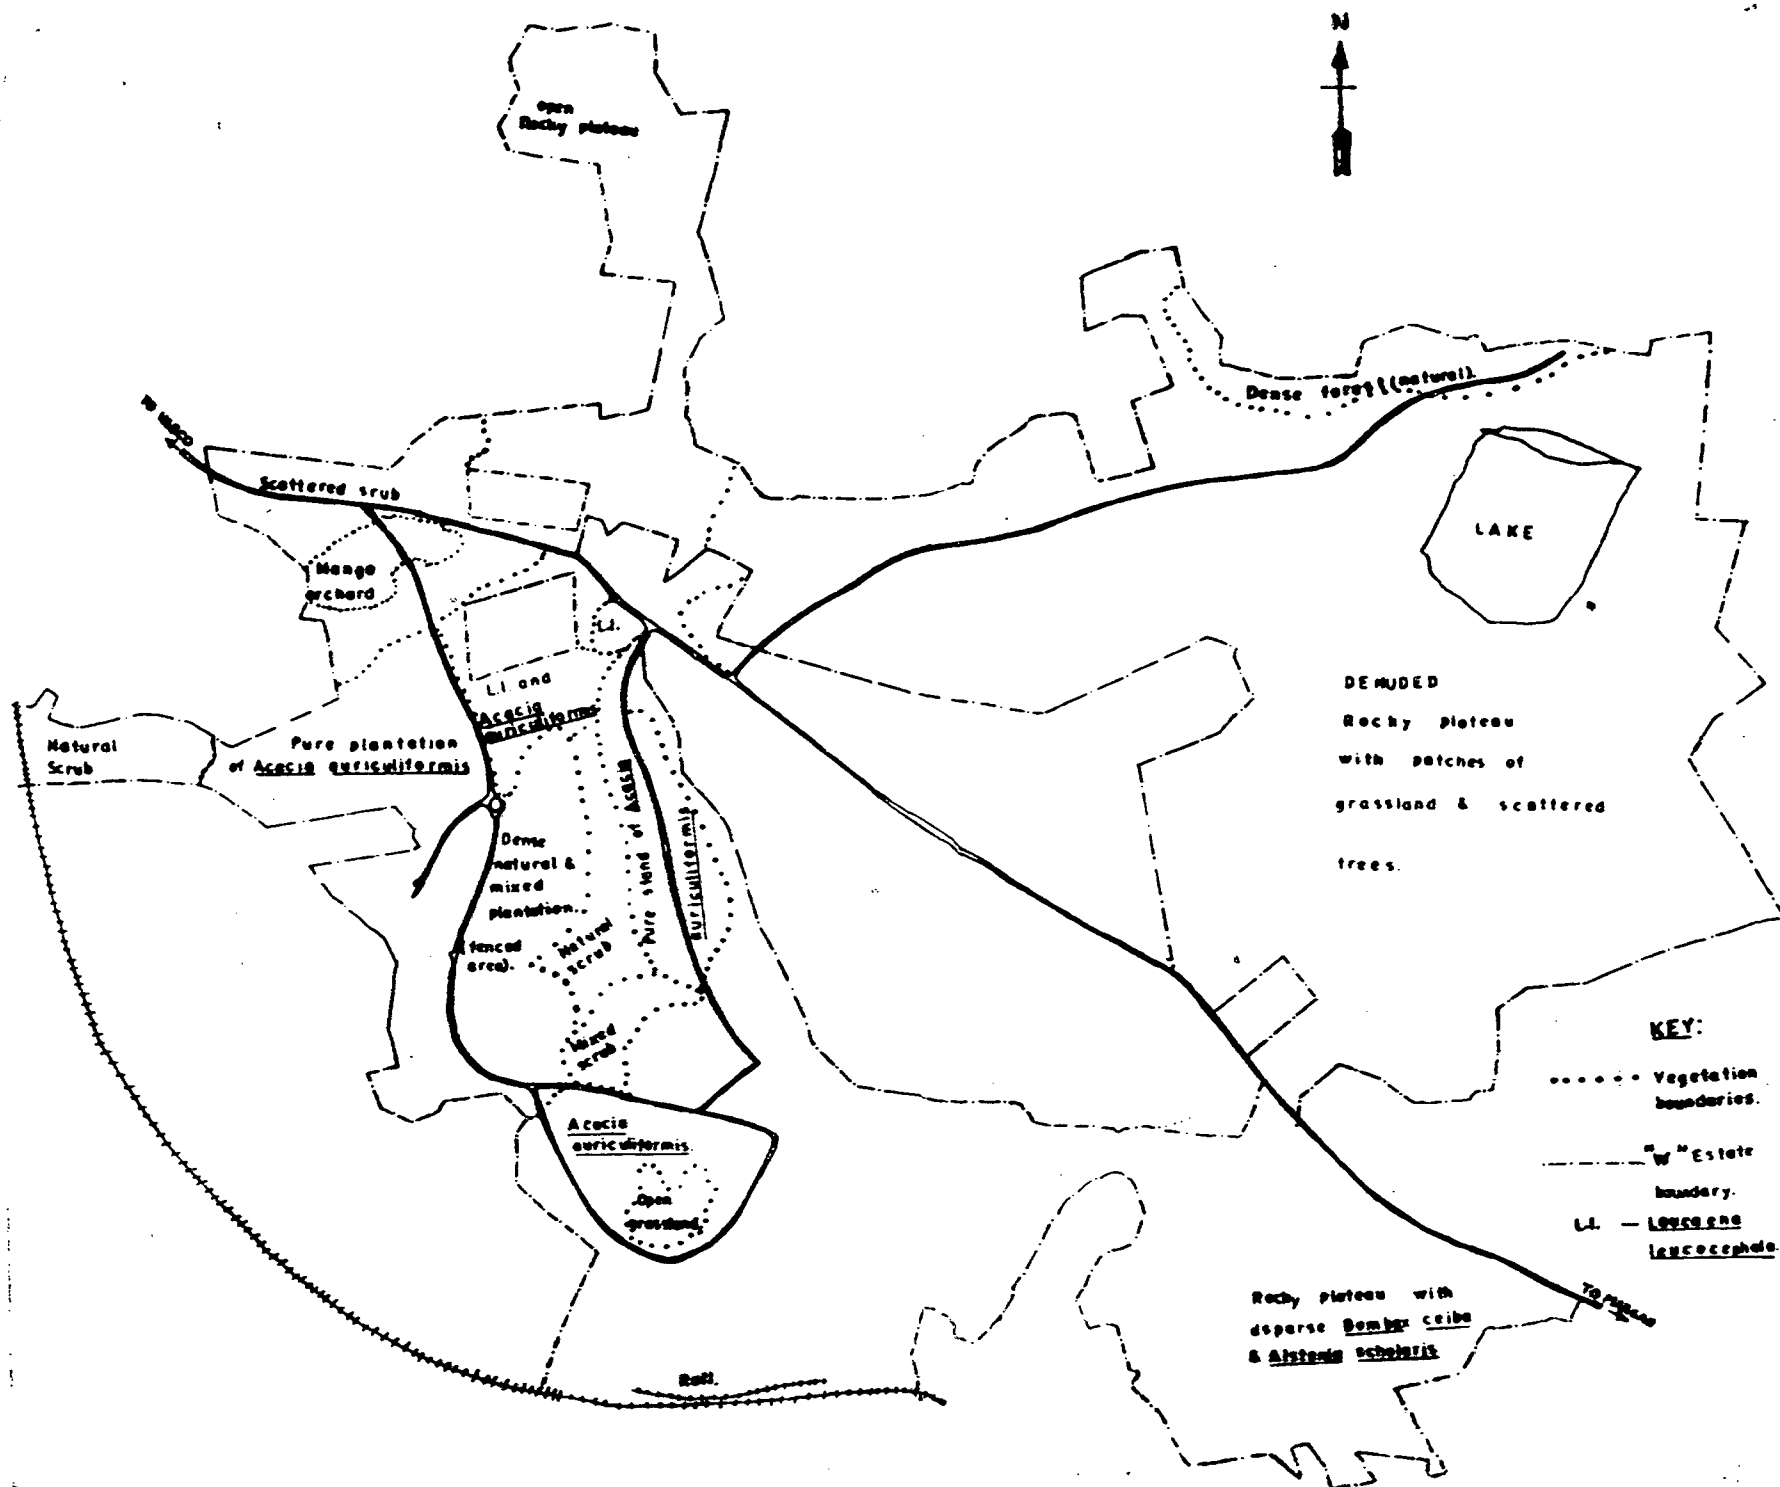 N
open
Rocky plateau
Dense forest (natural).
TO VASCO
Scattered srub
LAKE
Mango
orchard
L.l.
L.l. and
Acacia
auriculiformis
DENUDED
Rocky plateau
with patches of
grassland & scattered
trees.
Natural
Scrub
Pure plantation
of Acacia auriculiformis
Pure stand of Acacia
auriculiformis
Dense
natural &
mixed
plantation.
(fenced
area).
Natural
scrub
Mixed
scrub
Acacia
auriculiformis.
Open
grassland
KEY:
Vegetation
boundaries.
"W" Estate
boundary.
L.l. — Leucaena
leucocephala.
Rocky plateau with
dsparse Bombax ceiba
& Alstonia scholaris
Rail.